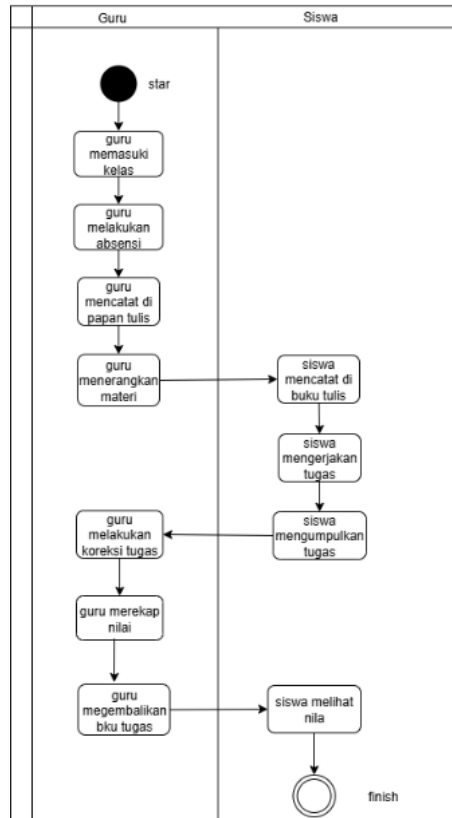 Guru
Siswa
star
guru
memasuki
kelas
guru
melakukan
absensi
guru
mencatat di
papan tulis
guru
menerangkan
materi
siswa
mencatat di
buku tulis
siswa
mengerjakan
tugas
siswa
mengumpulkan
tugas
guru
melakukan
koreksi tugas
guru merekap
nilai
guru
megembalikan
bku tugas
siswa melihat
nila
finish